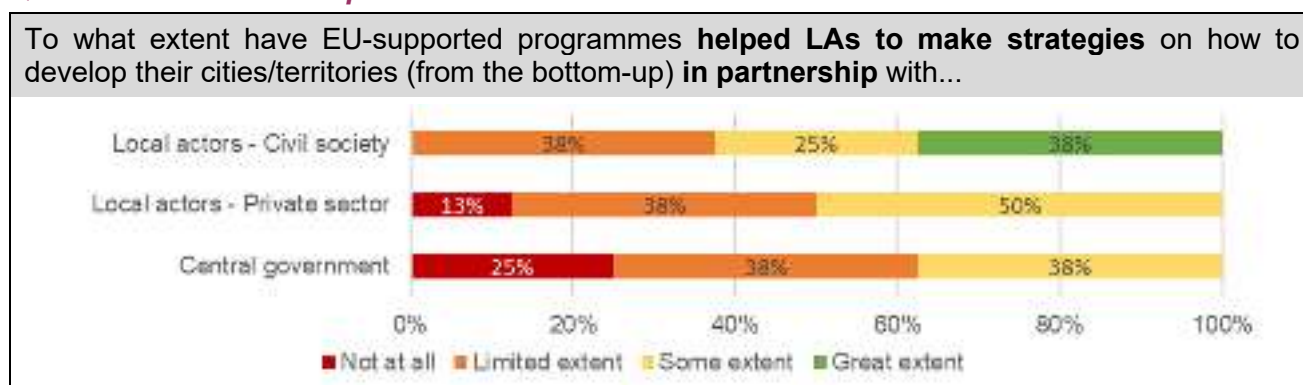 To what extent have EU-supported programmes helped LAs to make strategies on how to
develop their cities/territories (from the bottom-up) in partnership with...
Local actors - Civil society 38% 25% 38%
Local actors - Private sector 13% 38% 50%
Central government 25% 38% 38%
0% 20% 40% 60% 80% 100%
Not at all Limited extent Some extent Great extent